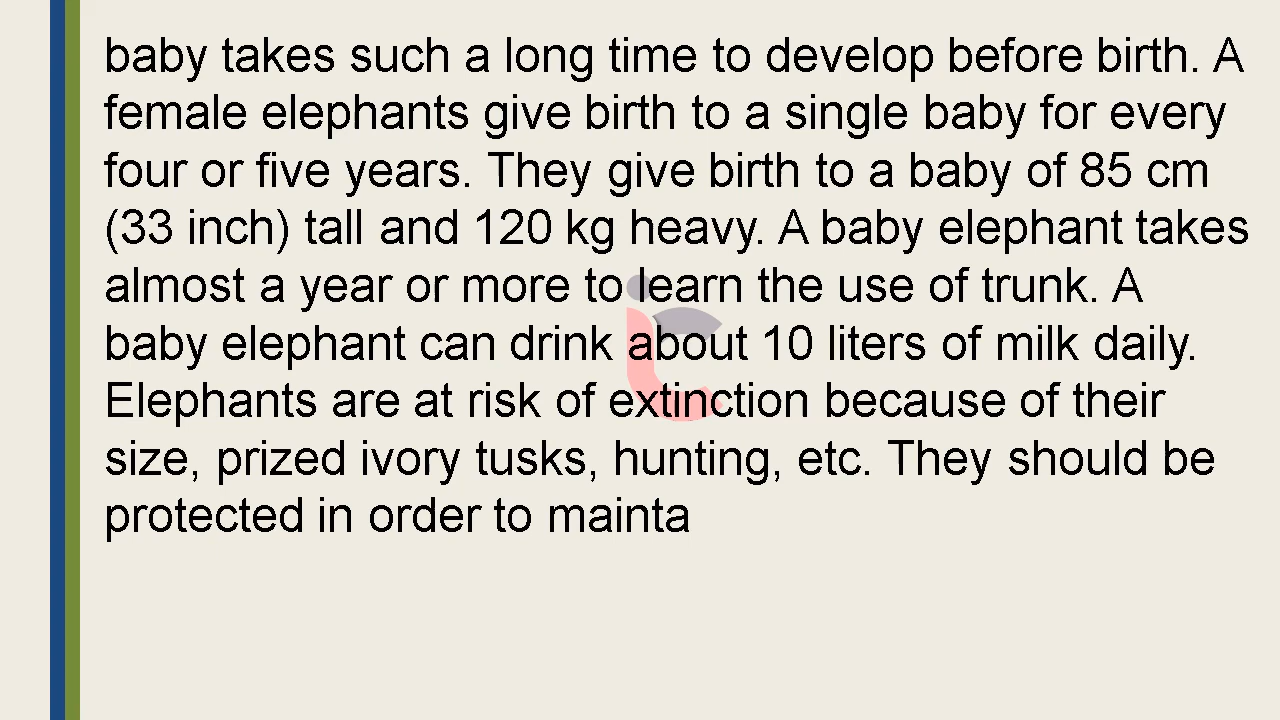 baby takes such a long time to develop before birth. A
female elephants give birth to a single baby for every
four or five years. They give birth to a baby of 85 cm
(33 inch) tall and 120 kg heavy. A baby elephant takes
almost a year or more to learn the use of trunk. A
baby elephant can drink about 10 liters of milk daily.
Elephants are at risk of extinction because of their
size, prized ivory tusks, hunting, etc. They should be
protected in order to mainta